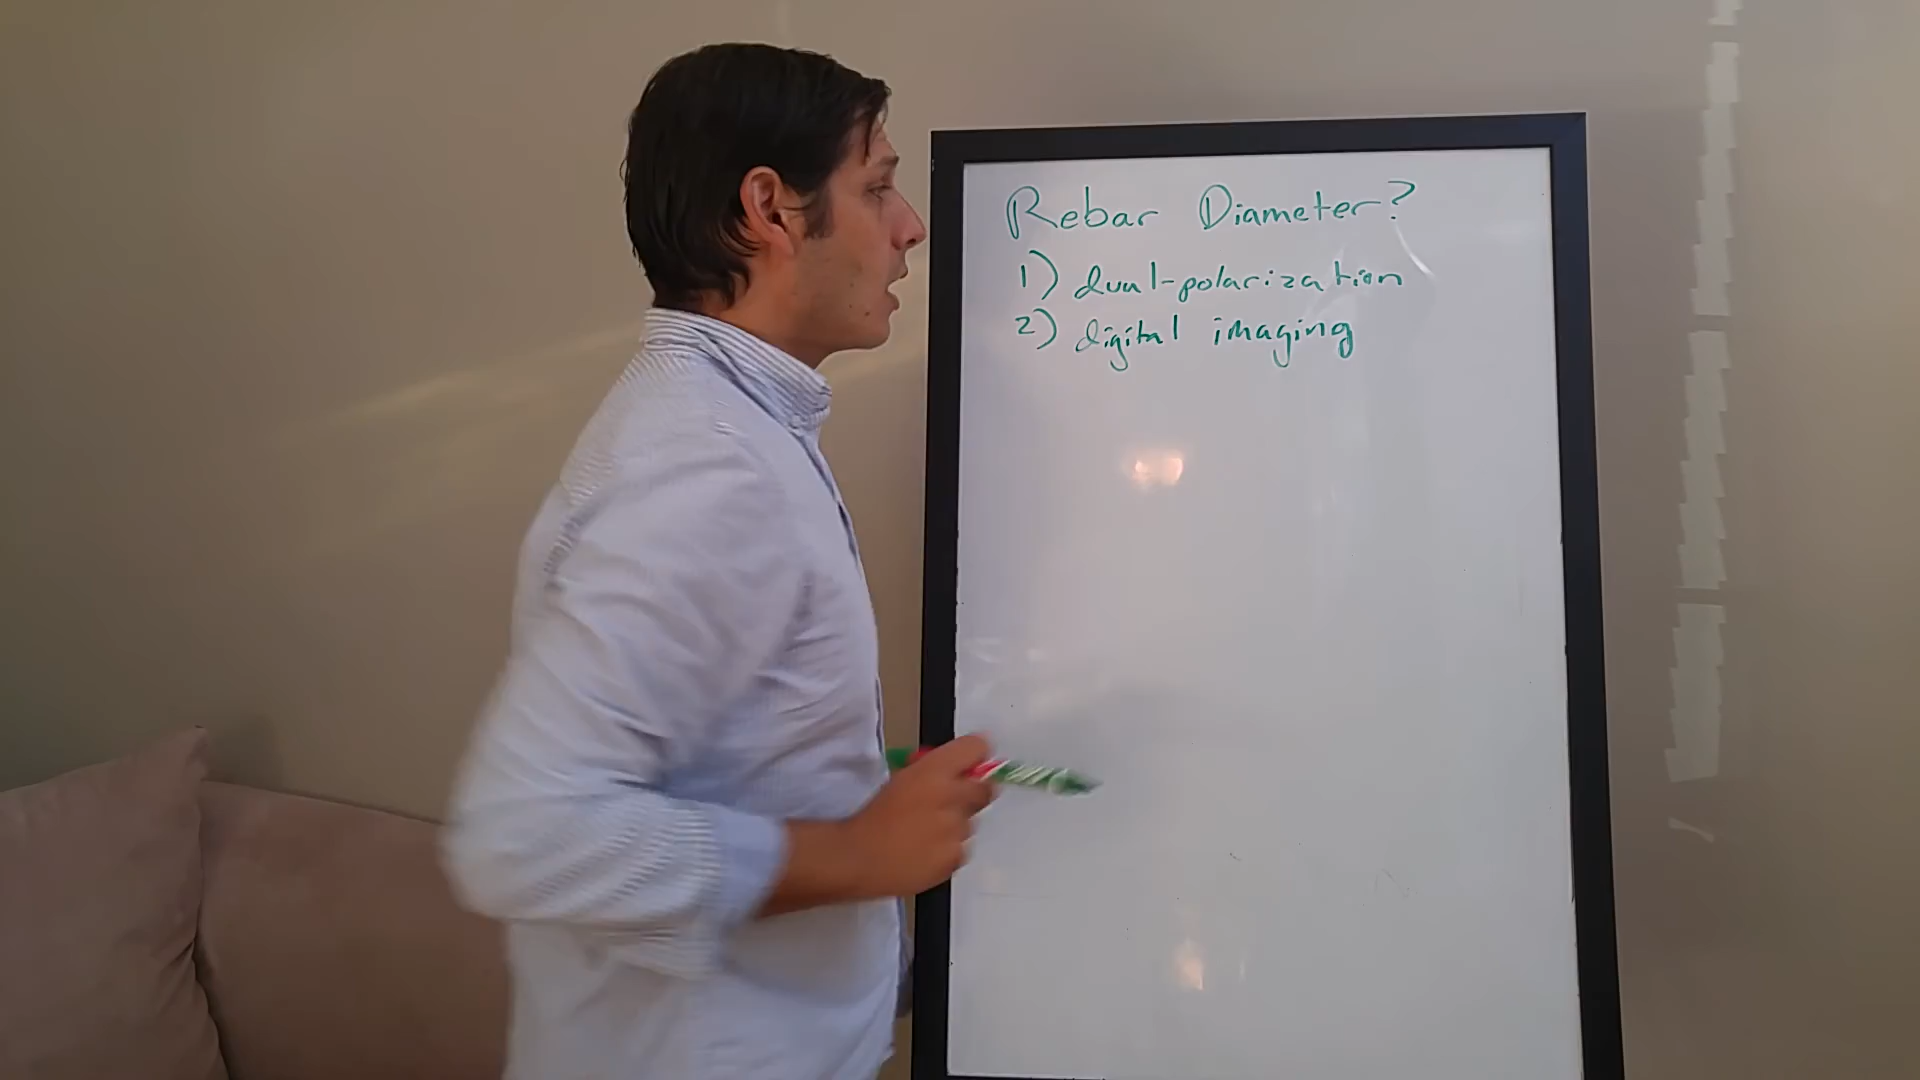 Rebar Diameter?
1) dual-polarization
2) digital imaging